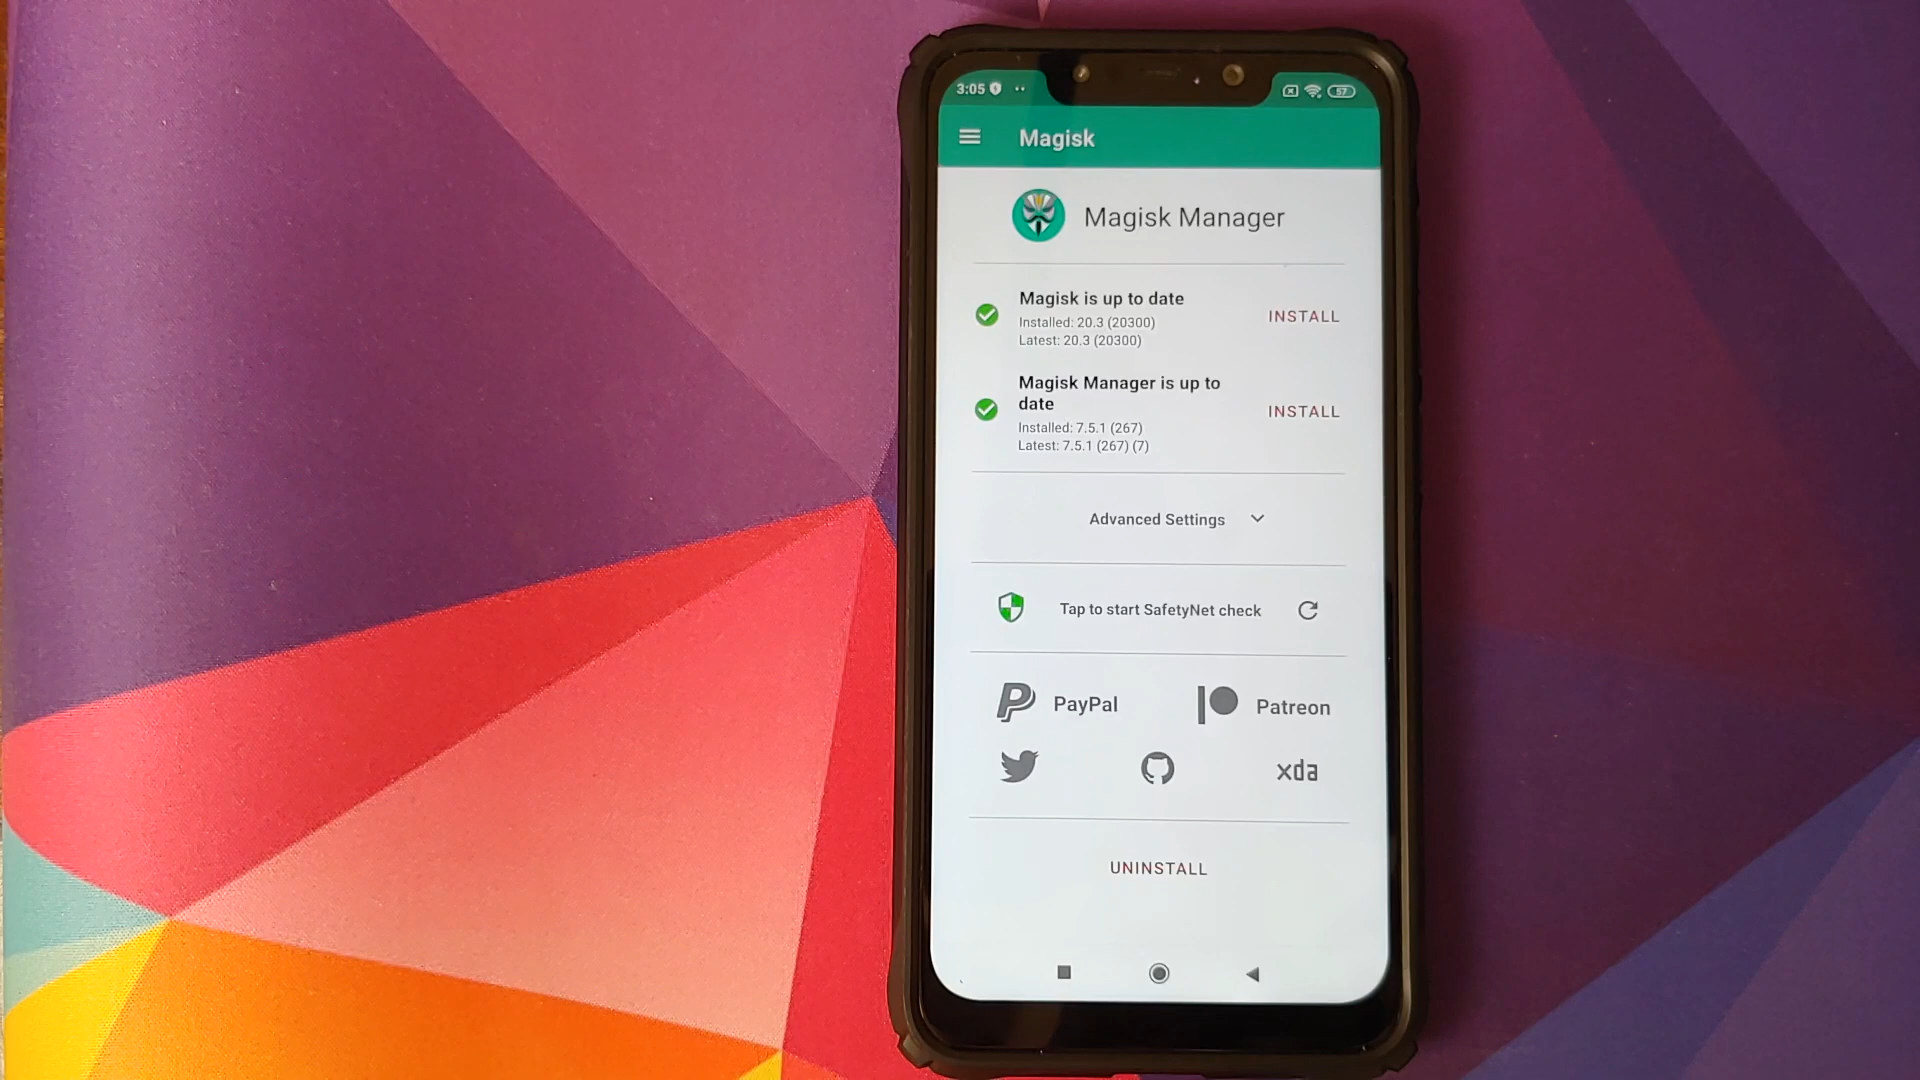 3:05
57
Magisk
Magisk Manager
Magisk is up to date
Installed: 20.3 (20300)
Latest: 20.3 (20300)
INSTALL
Magisk Manager is up to
date
Installed: 7.5.1 (267)
Latest: 7.5.1 (267) (7)
INSTALL
Advanced Settings
Tap to start SafetyNet check
PayPal
Patreon
xda
UNINSTALL